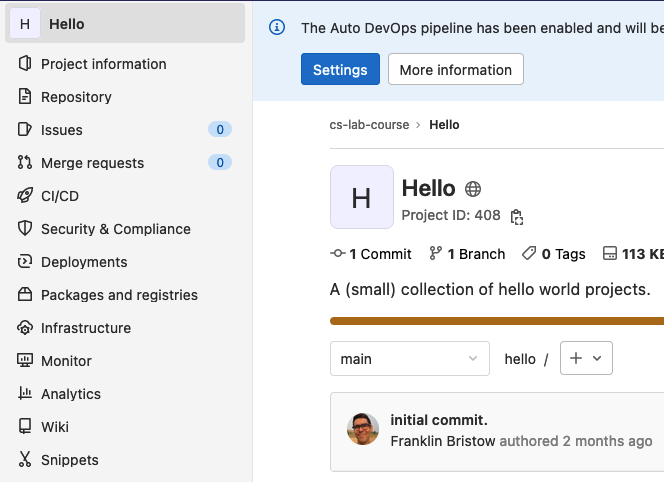 H Hello
Project information
Repository
Issues 0
Merge requests 0
CI/CD
Security & Compliance
Deployments
Packages and registries
Infrastructure
Monitor
Analytics
Wiki
Snippets
The Auto DevOps pipeline has been enabled and will be
Settings More information
cs-lab-course › Hello
H
Hello
Project ID: 408
1 Commit 1 Branch 0 Tags 113 KB
A (small) collection of hello world projects.
main hello / +
initial commit.
Franklin Bristow authored 2 months ago